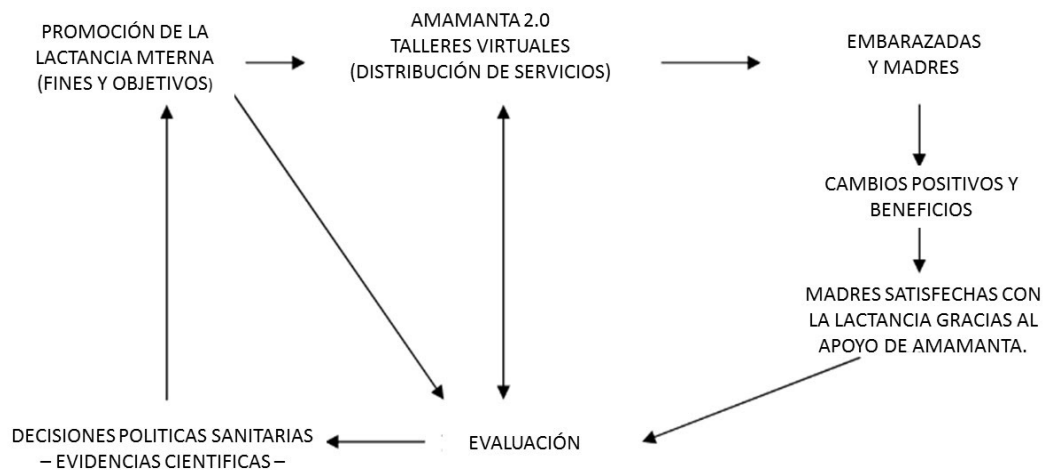 PROMOCIÓN DE LA
LACTANCIA MTERNA
(FINES Y OBJETIVOS)
AMAMANTA 2.0
TALLERES VIRTUALES
(DISTRIBUCIÓN DE SERVICIOS)
EMBARAZADAS
Y MADRES
CAMBIOS POSITIVOS Y
BENEFICIOS
MADRES SATISFECHAS CON
LA LACTANCIA GRACIAS AL
APOYO DE AMAMANTA.
EVALUACIÓN
DECISIONES POLITICAS SANITARIAS
– EVIDENCIAS CIENTIFICAS –